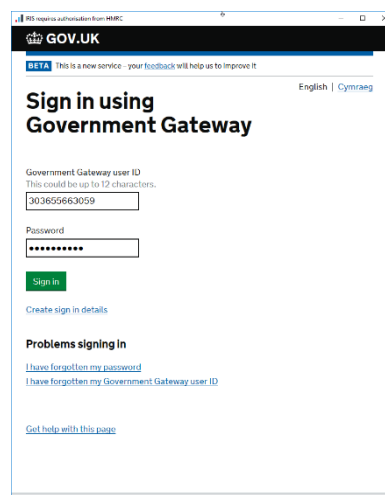 IRIS requires authorisation from HMRC
GOV.UK
BETA This is a new service - your feedback will help us to improve it
English | Cymraeg
Sign in using
Government Gateway
Government Gateway user ID
This could be up to 12 characters.
303655663059
Password
••••••••••
Sign in
Create sign in details
Problems signing in
I have forgotten my password
I have forgotten my Government Gateway user ID
Get help with this page